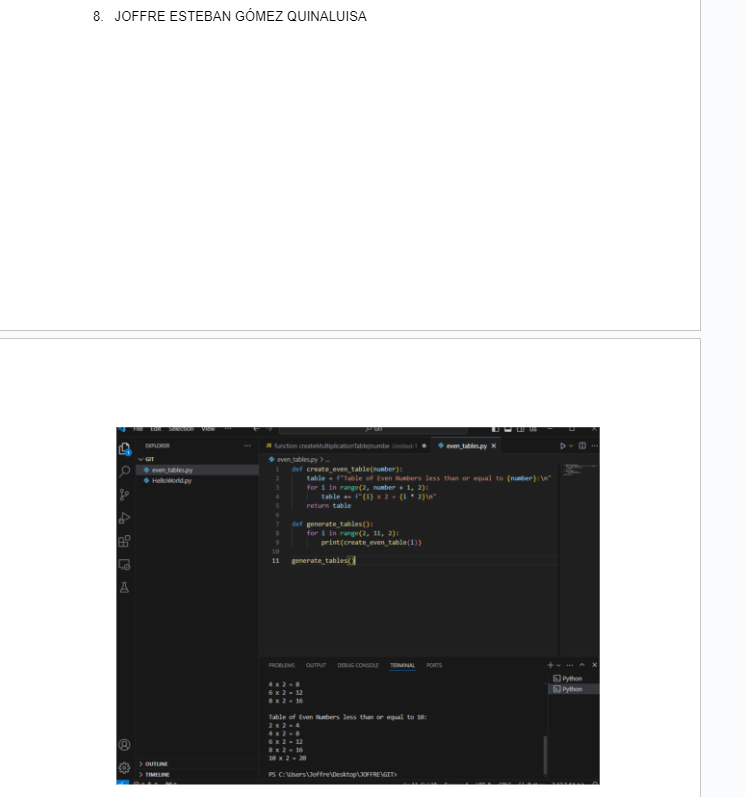 8. JOFFRE ESTEBAN GÓMEZ QUINALUISA
File Edit Selection View ...
function createMultiplicationTable(numbe Untitled-1
even_tables.py
EXPLORER
GIT
even_tables.py
HelloWorld.py
even_tables.py > ...
1 def create_even_table(number):
2 table = f"Table of Even Numbers less than or equal to {number}:\n"
3 for i in range(2, number + 1, 2):
4 table += f"{i} x 2 = {i * 2}\n"
5 return table
6
7 def generate_tables():
8 for i in range(2, 11, 2):
9 print(create_even_table(i))
10
11 generate_tables()
PROBLEMS OUTPUT DEBUG CONSOLE TERMINAL PORTS
Python
Python
4 x 2 = 8
6 x 2 = 12
8 x 2 = 16
Table of Even Numbers less than or equal to 10:
2 x 2 = 4
4 x 2 = 8
6 x 2 = 12
8 x 2 = 16
10 x 2 = 20
PS C:\Users\Joffre\Desktop\JOFFRE\GIT>
OUTLINE
TIMELINE